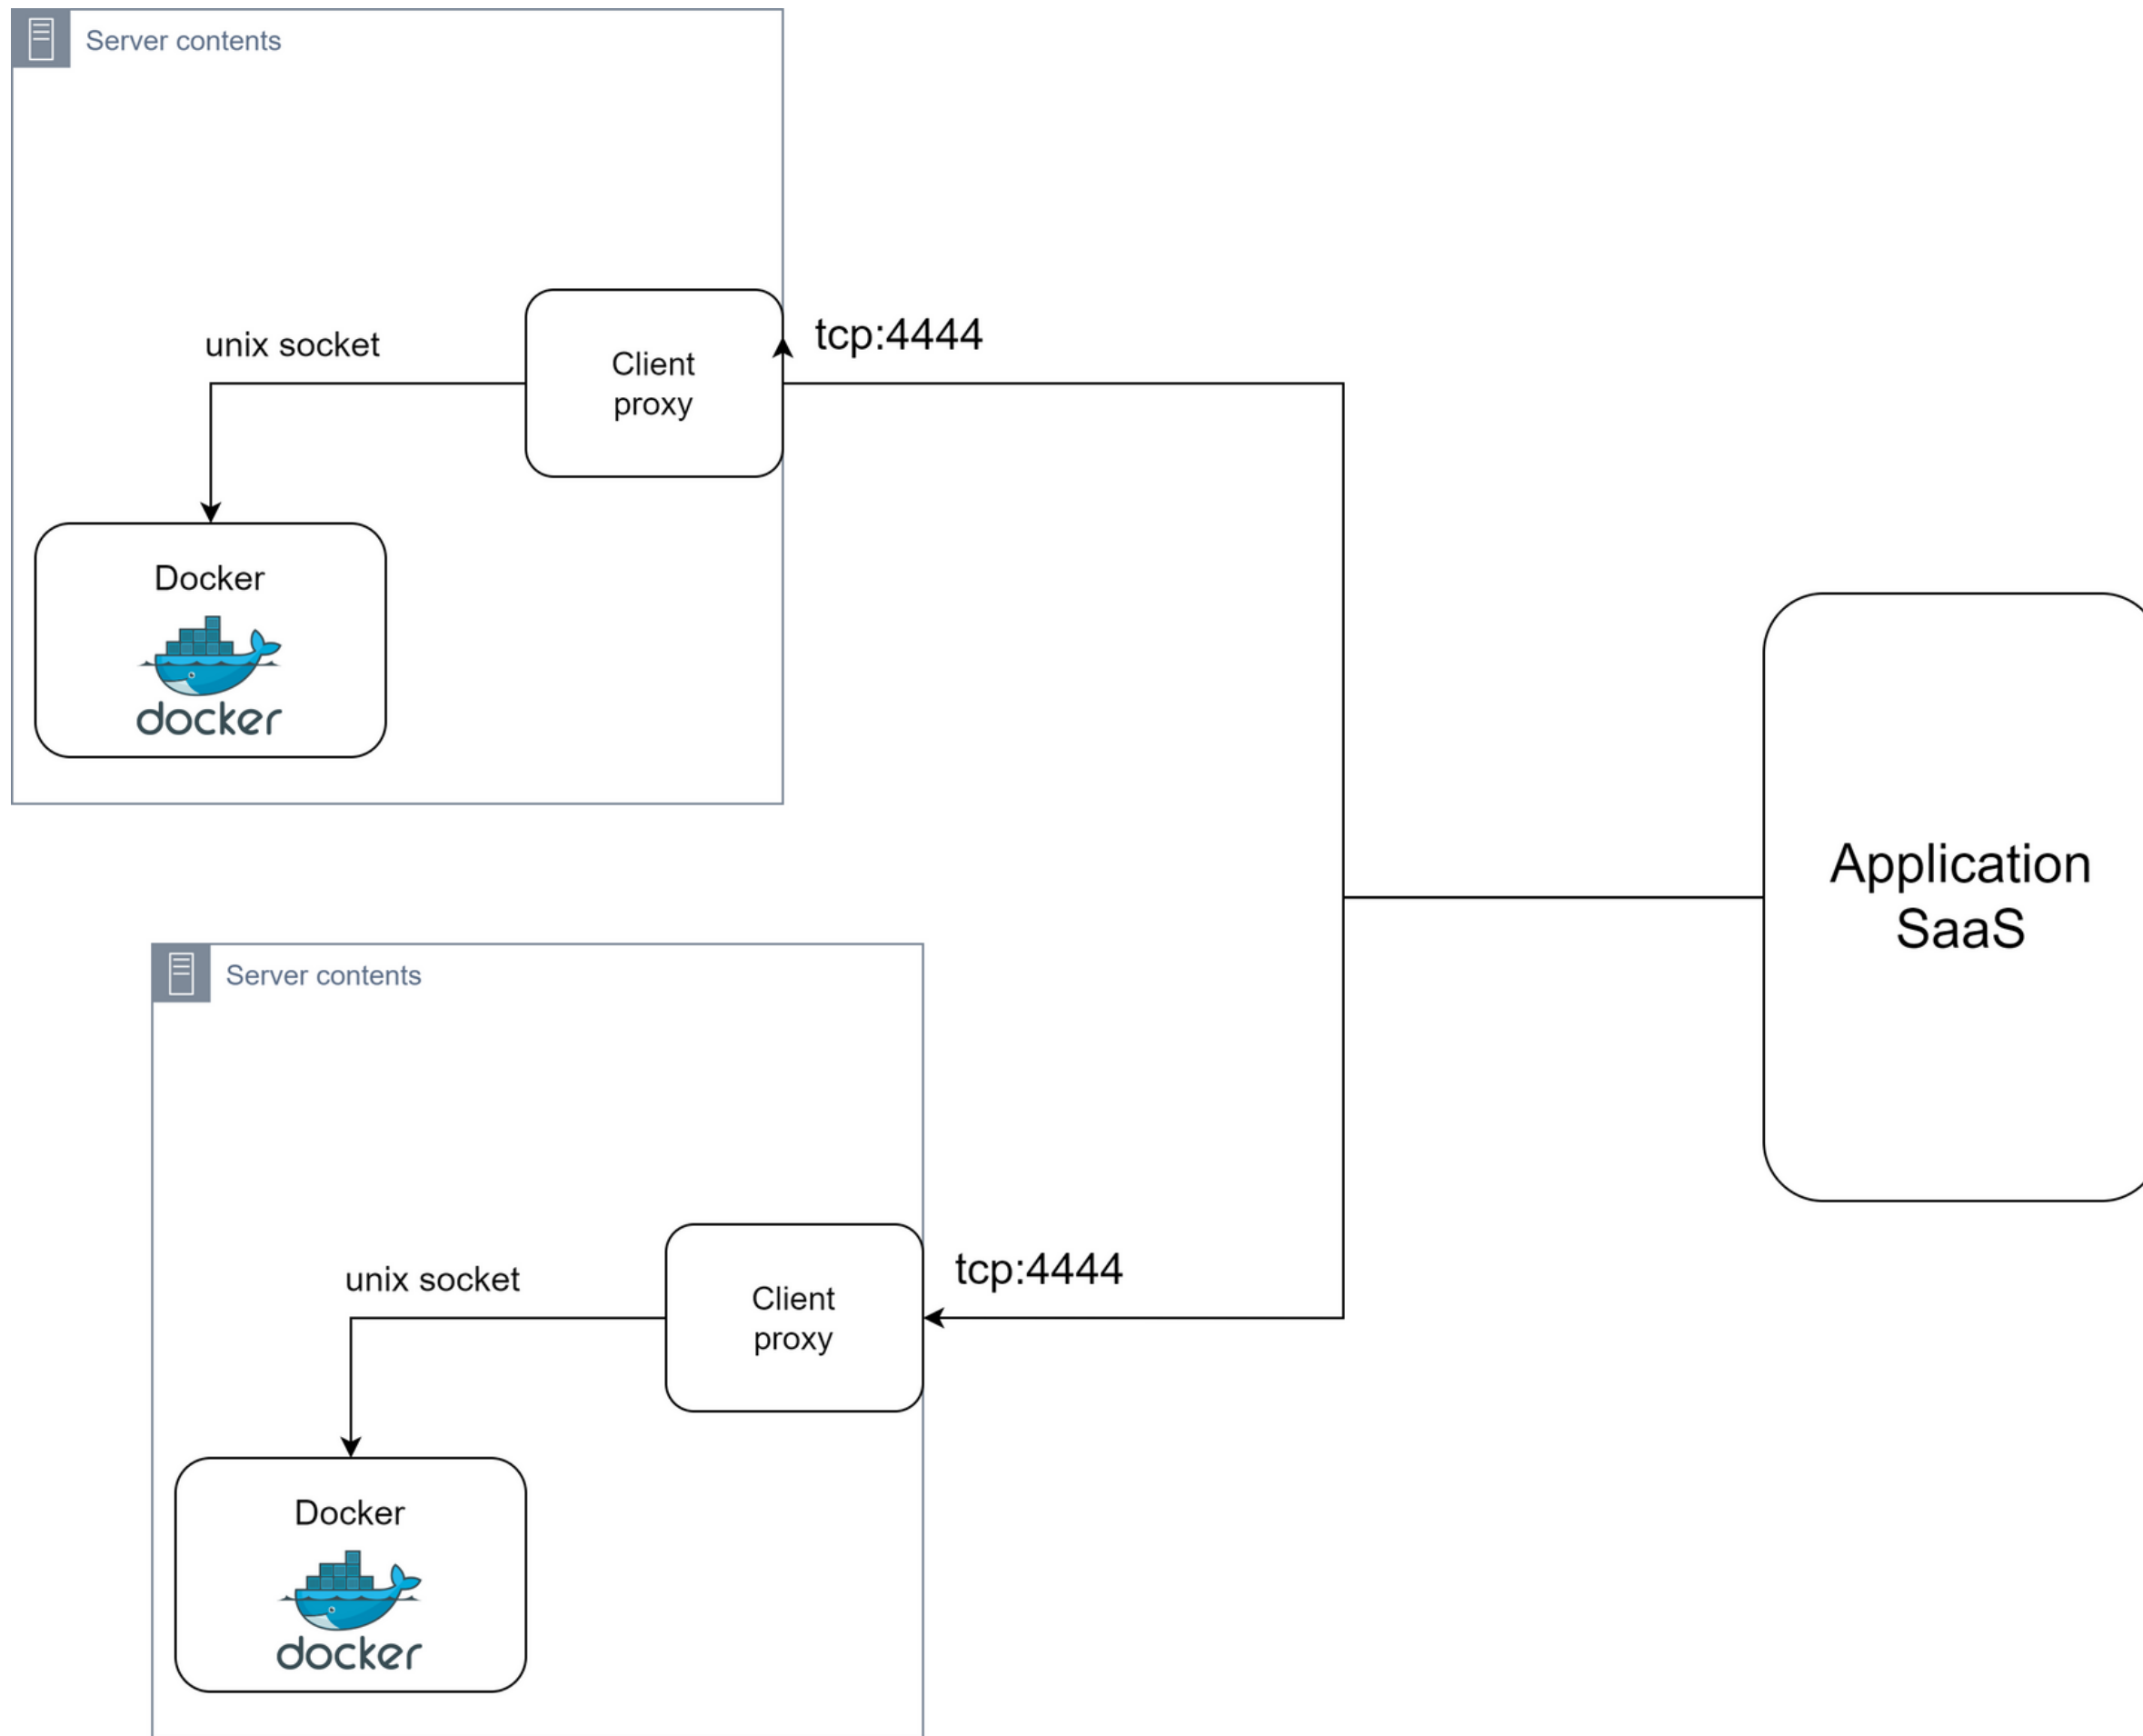 Server contents
unix socket
Client
proxy
tcp:4444
Docker
docker
Application
SaaS
Server contents
unix socket
Client
proxy
tcp:4444
Docker
docker